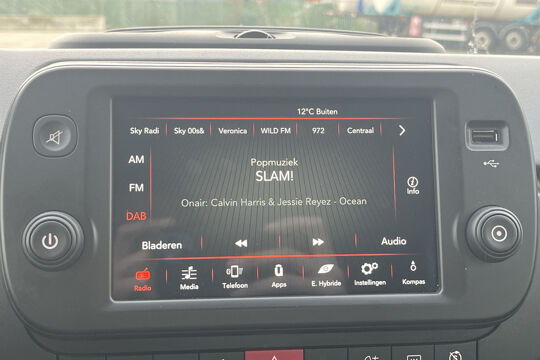 12°C Buiten
Sky Radi Sky 00s& Veronica WILD FM 972 Centraal
AM
Popmuziek
SLAM!
FM
Info
Onair: Calvin Harris & Jessie Reyez - Ocean
DAB
Bladeren Audio
Radio Media Telefoon Apps E. Hybride Instellingen Kompas